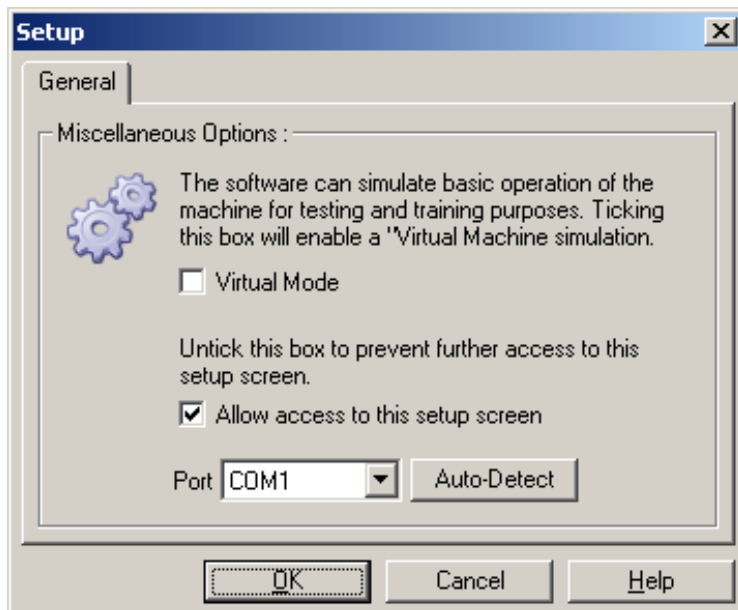 Setup
General
Miscellaneous Options :
The software can simulate basic operation of the
machine for testing and training purposes. Ticking
this box will enable a "Virtual Machine simulation.
Virtual Mode
Untick this box to prevent further access to this
setup screen.
Allow access to this setup screen
Port COM1 Auto-Detect
OK Cancel Help